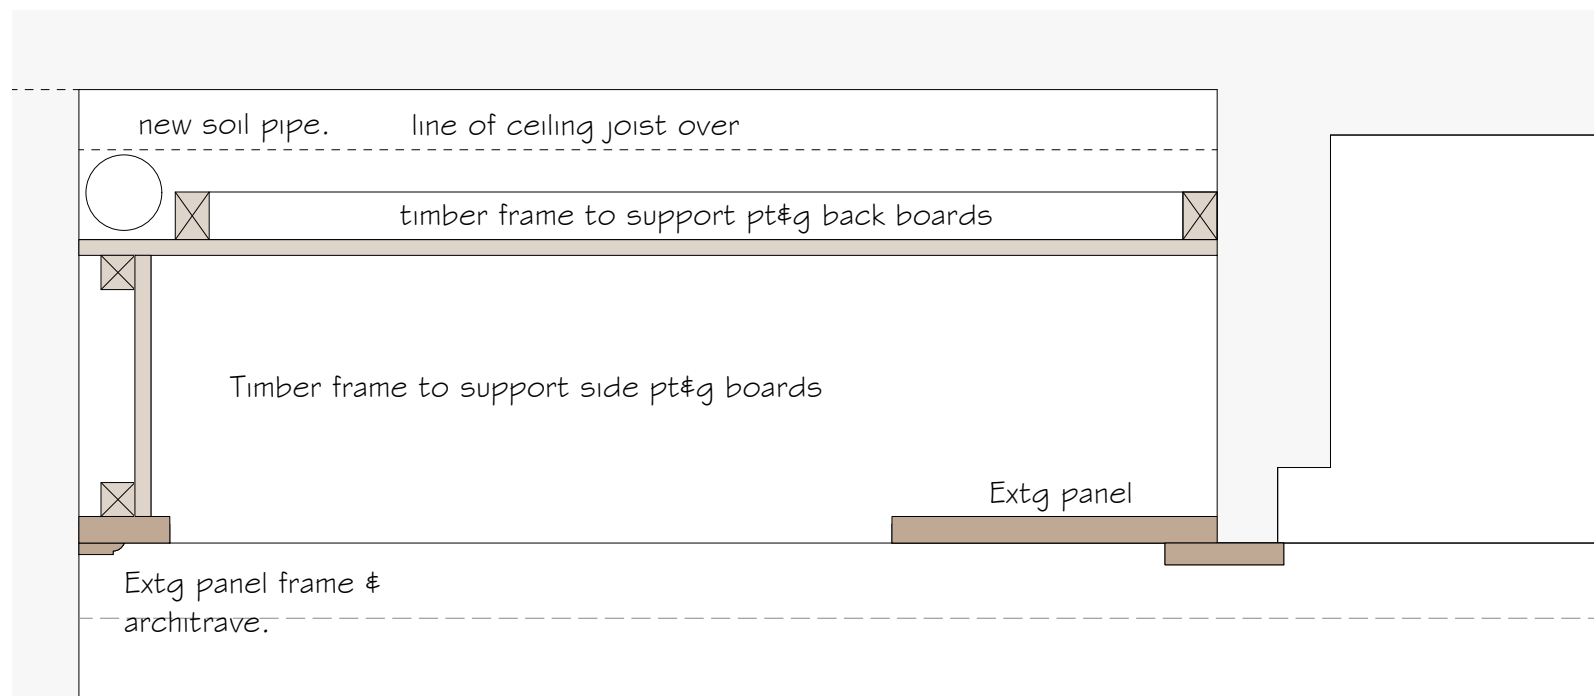 new soil pipe.
line of ceiling joist over
timber frame to support pt&g back boards
Timber frame to support side pt&g boards
Extg panel
Extg panel frame &
architrave.